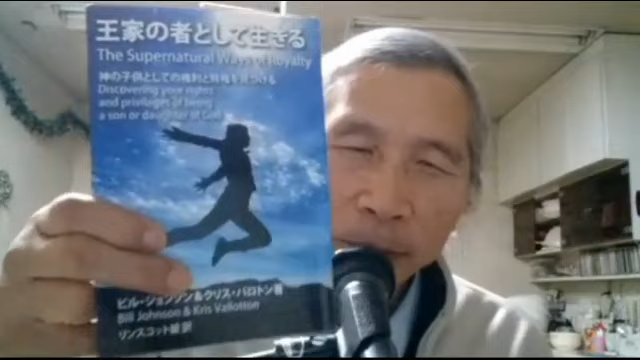 王家の者として生きる
The Supernatural Ways of Royalty
神の子供としての権利と特権を見つける
Discovering your rights
and privileges of being
a son or daughter of God
ビル・ジョンソン&クリス・バロトン著
Bill Johnson & Kris Vallotton
リンスコット